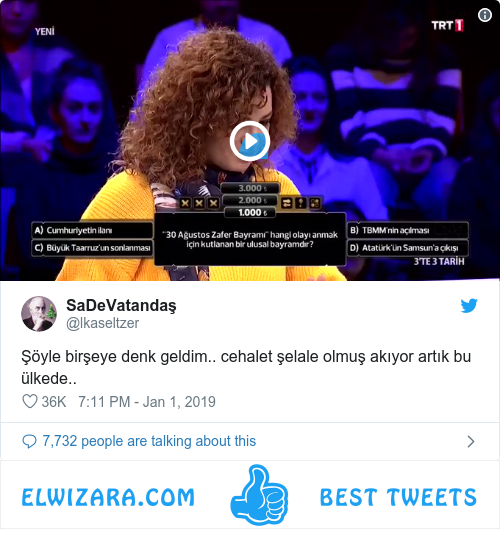 YENİ
TRT 1
3.000 ₺
2.000 ₺
1.000 ₺
A) Cumhuriyetin ilanı
"30 Ağustos Zafer Bayramı" hangi olayı anmak
için kutlanan bir ulusal bayramdır?
B) TBMM'nin açılması
C) Büyük Taarruz'un sonlanması
D) Atatürk'ün Samsun'a çıkışı
3'TE 3 TARİH
SaDeVatandaş
@lkaseltzer
Şöyle birşeye denk geldim.. cehalet şelale olmuş akıyor artık bu
ülkede..
36K 7:11 PM - Jan 1, 2019
7,732 people are talking about this
ELWIZARA.COM
BEST TWEETS